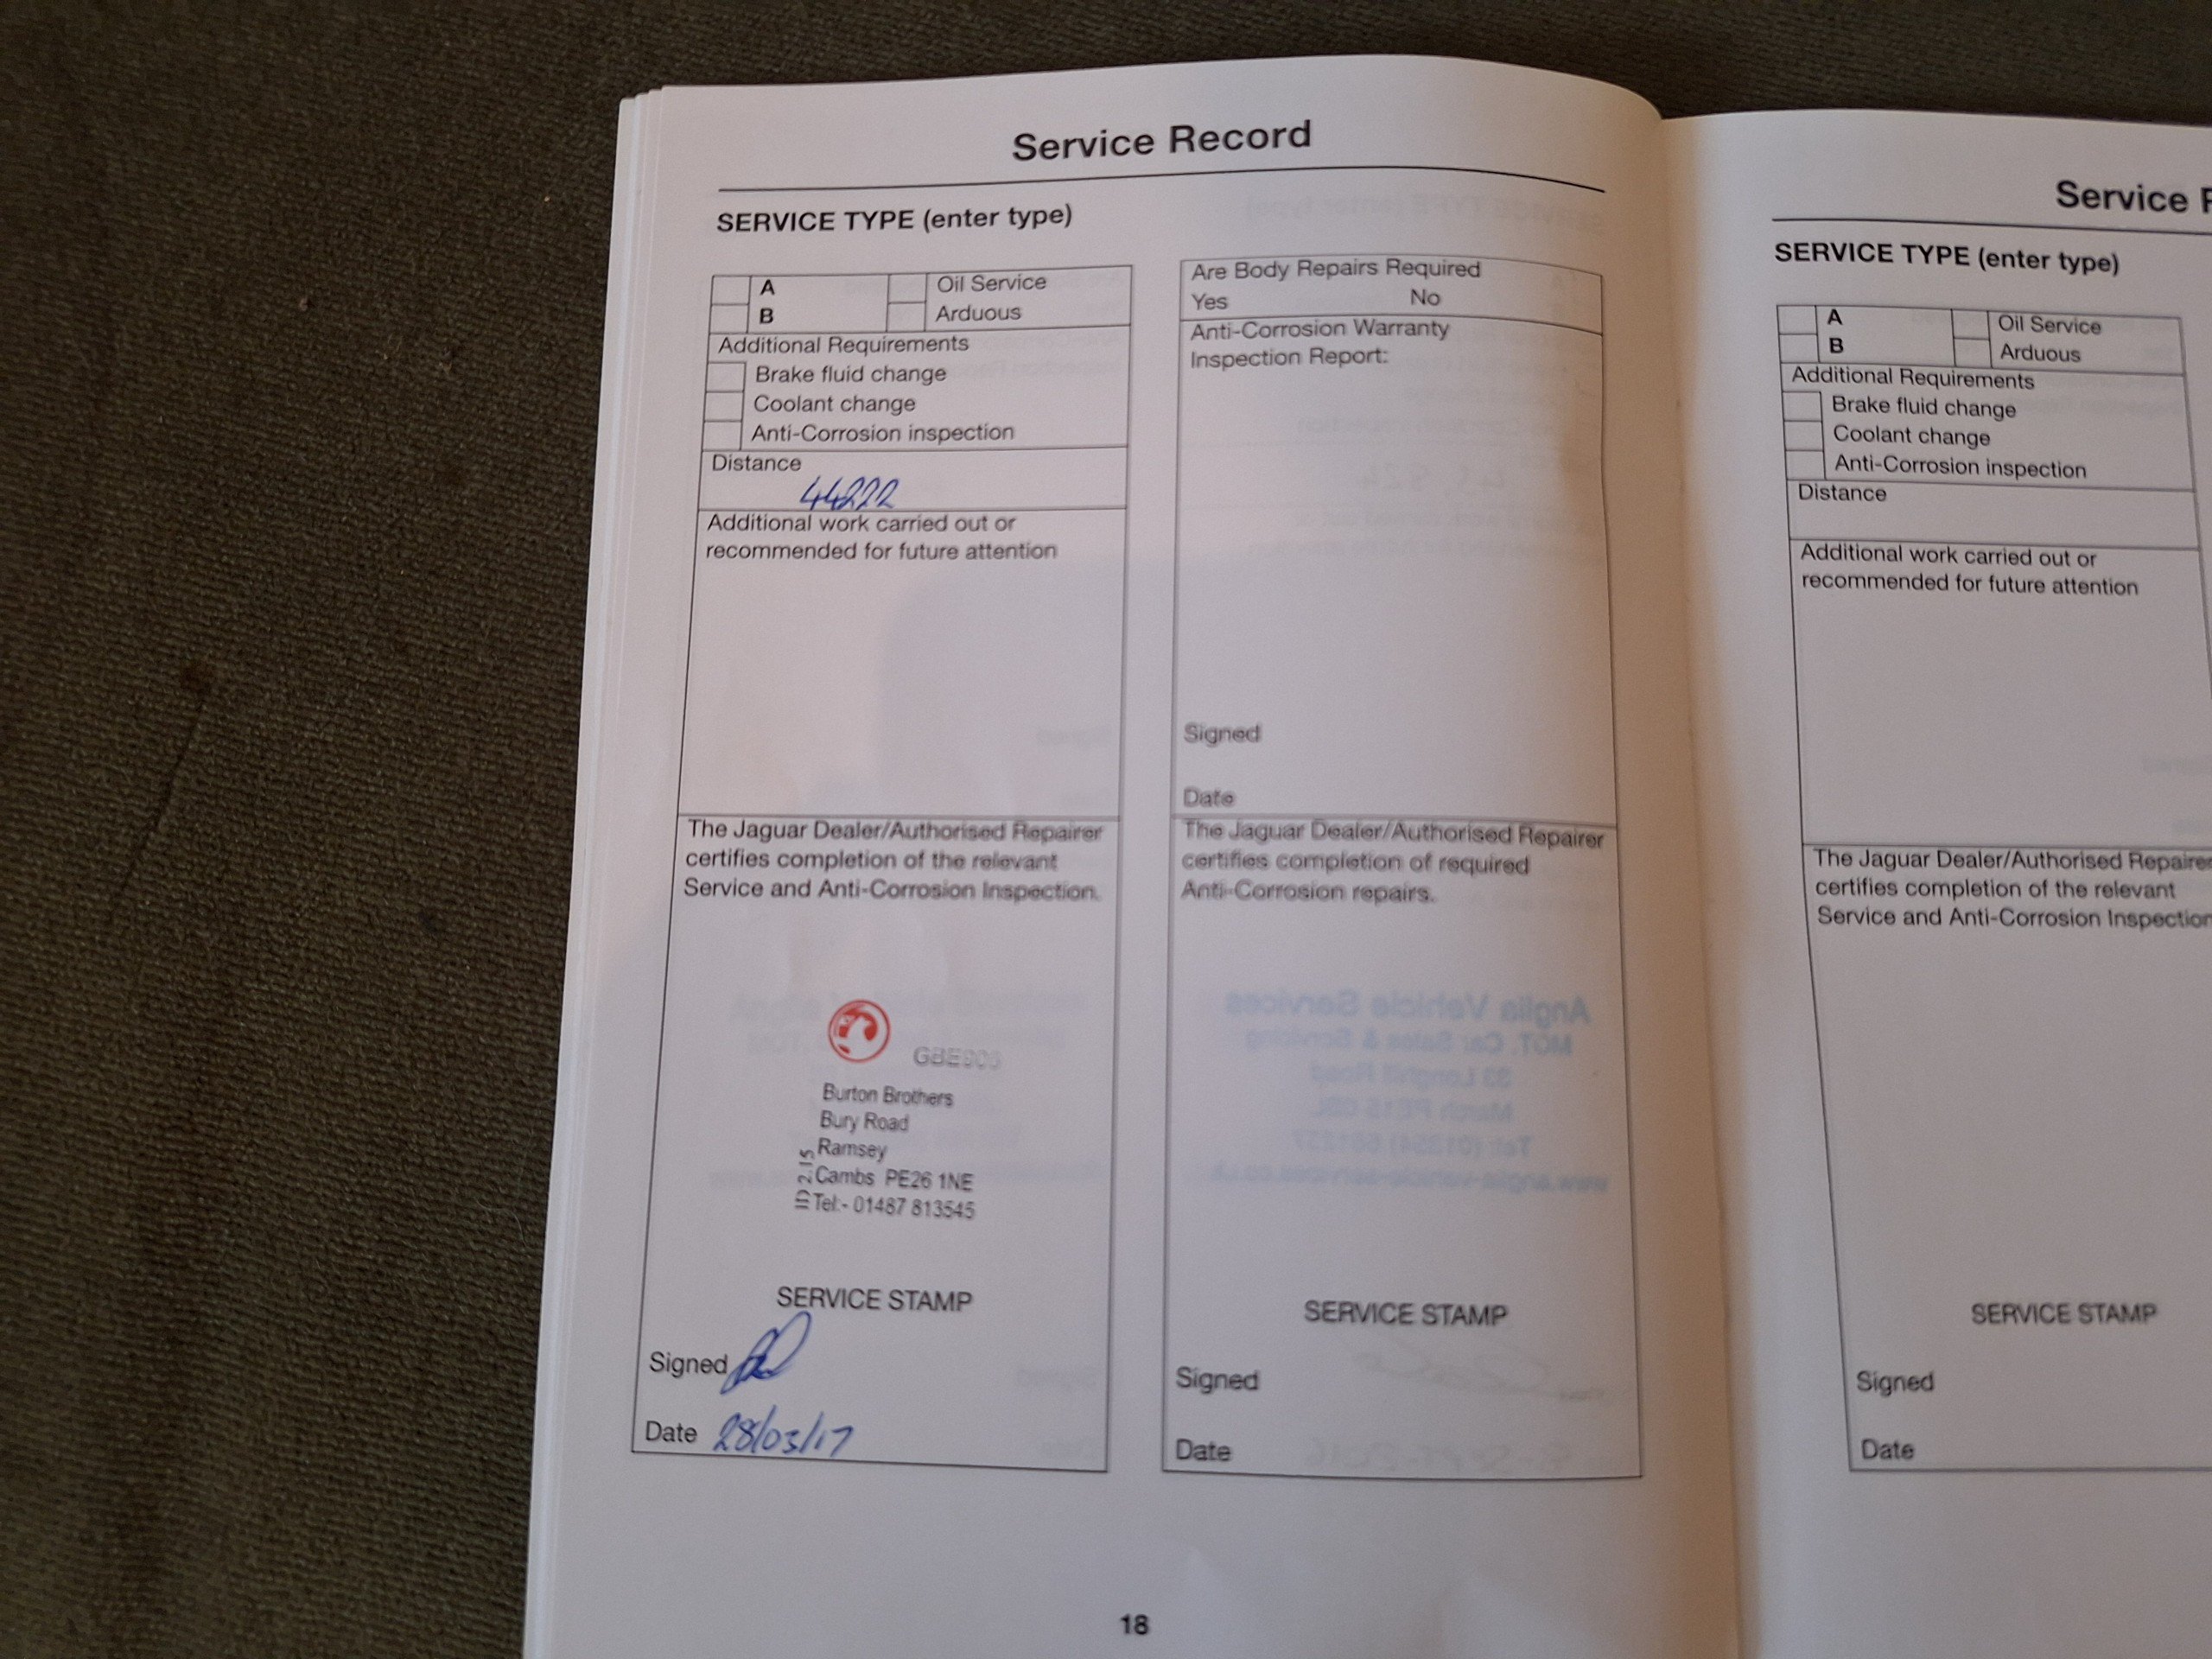 Service Record
SERVICE TYPE (enter type)
A
Oil Service
B
Arduous
Additional Requirements
Brake fluid change
Coolant change
Anti-Corrosion inspection
Distance
44222
Additional work carried out or
recommended for future attention
The Jaguar Dealer/Authorised Repairer
certifies completion of the relevant
Service and Anti-Corrosion Inspection.
Burton Brothers
Bury Road
Ramsey
Cambs PE26 1NE
Tel:- 01487 813545
SERVICE STAMP
Signed
Date 28/03/17
Are Body Repairs Required
Yes No
Anti-Corrosion Warranty
Inspection Report:
Signed
Date
The Jaguar Dealer/Authorised Repairer
certifies completion of required
Anti-Corrosion repairs.
SERVICE STAMP
Signed
Date
18
Service
SERVICE TYPE (enter type)
A
Oil Service
B
Arduous
Additional Requirements
Brake fluid change
Coolant change
Anti-Corrosion inspection
Distance
Additional work carried out or
recommended for future attention
The Jaguar Dealer/Authorised Repairer
certifies completion of the relevant
Service and Anti-Corrosion Inspection
SERVICE STAMP
Signed
Date